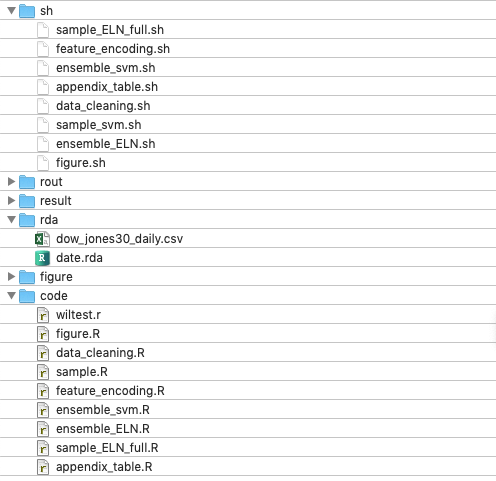 sh
sample_ELN_full.sh
feature_encoding.sh
ensemble_svm.sh
appendix_table.sh
data_cleaning.sh
sample_svm.sh
ensemble_ELN.sh
figure.sh
rout
result
rda
dow_jones30_daily.csv
date.rda
figure
code
wiltest.r
figure.R
data_cleaning.R
sample.R
feature_encoding.R
ensemble_svm.R
ensemble_ELN.R
sample_ELN_full.R
appendix_table.R